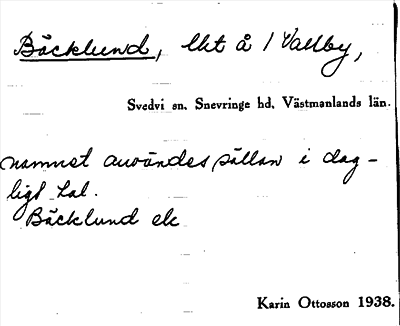 Bäcklund, lht å 1 Vallby,
Svedvi sn. Snevringe hd. Västmanlands län.
namnet användes sällan i dag-
ligt tal.
Bäcklund etc
Karin Ottosson 1938.